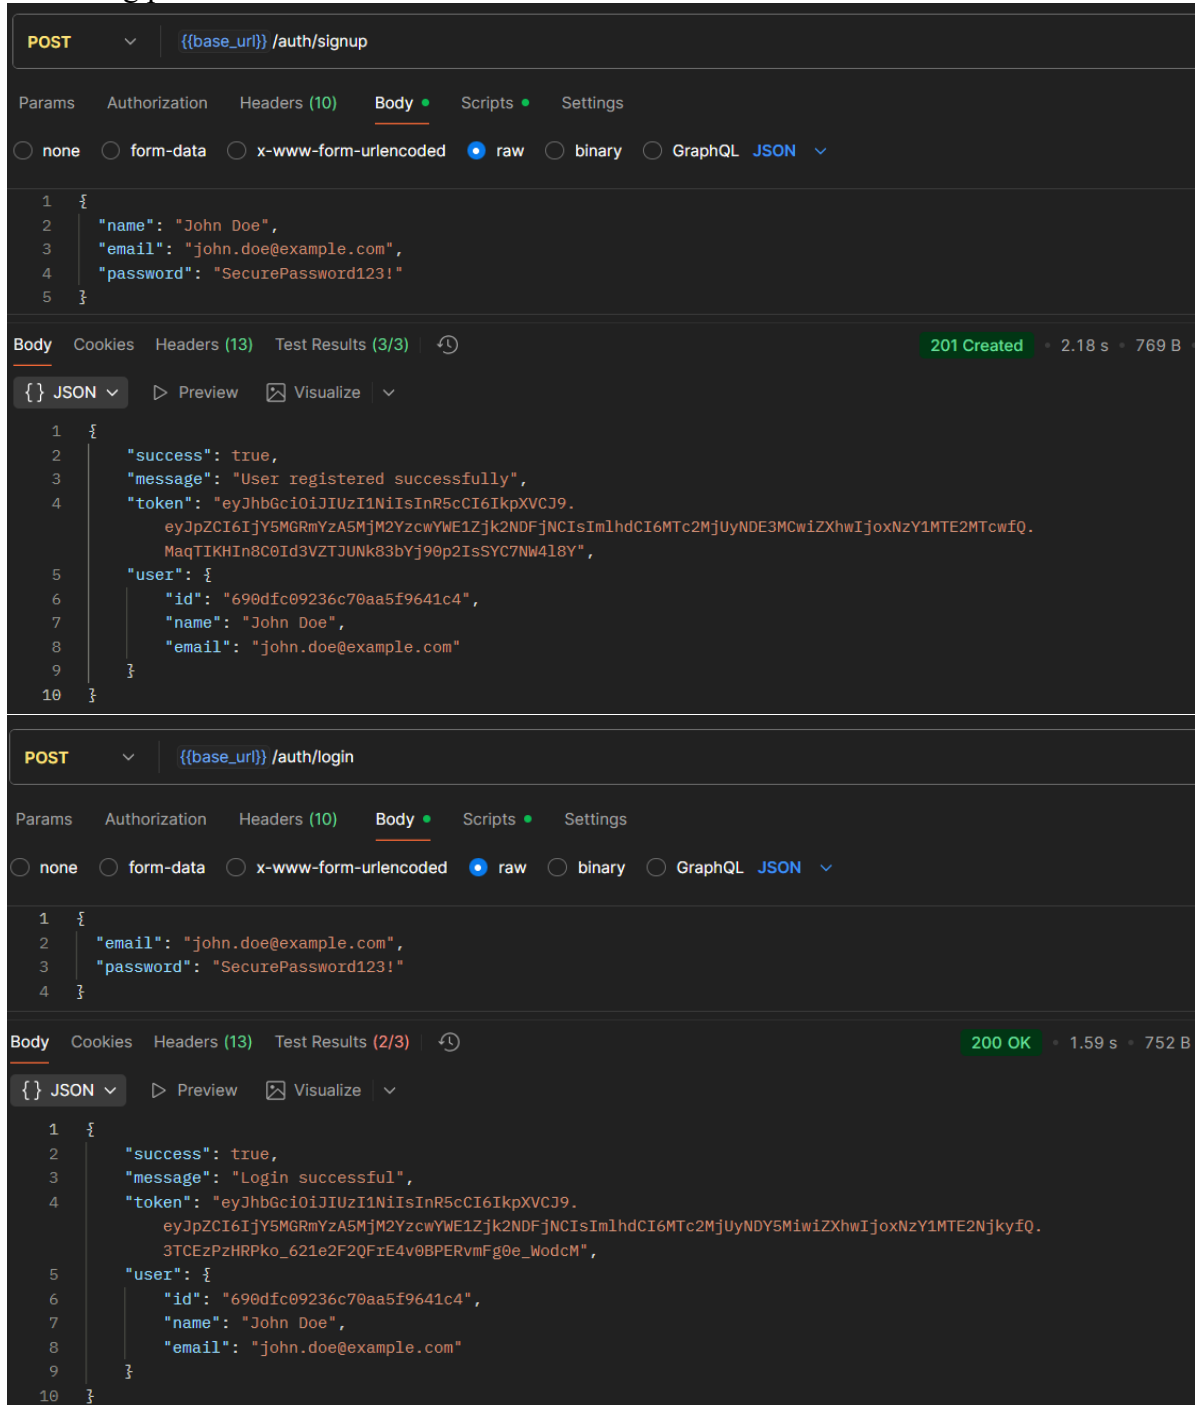 POST {{base_url}} /auth/signup
Params Authorization Headers (10) Body Scripts Settings
none form-data x-www-form-urlencoded raw binary GraphQL JSON
1 {
2 "name": "John Doe",
3 "email": "john.doe@example.com",
4 "password": "SecurePassword123!"
5 }
Body Cookies Headers (13) Test Results (3/3) 201 Created • 2.18 s • 769 B
{} JSON Preview Visualize
1 {
2 "success": true,
3 "message": "User registered successfully",
4 "token": "eyJhbGciOiJIUzI1NiIsInR5cCI6IkpXVCJ9.
eyJpZCI6IjY5MGRmYzA5MjM2YzcwYWE1Zjk2NDFjNCIsImlhdCI6MTc2MjUyNDE3MCwiZXhwIjoxNzY1MTE2MTcwfQ.
MaqTIKHIn8C0Id3VZTJUNk83bYj90p2IsSYC7NW4l8Y",
5 "user": {
6 "id": "690dfc09236c70aa5f9641c4",
7 "name": "John Doe",
8 "email": "john.doe@example.com"
9 }
10 }
POST {{base_url}} /auth/login
Params Authorization Headers (10) Body Scripts Settings
none form-data x-www-form-urlencoded raw binary GraphQL JSON
1 {
2 "email": "john.doe@example.com",
3 "password": "SecurePassword123!"
4 }
Body Cookies Headers (13) Test Results (2/3) 200 OK • 1.59 s • 752 B
{} JSON Preview Visualize
1 {
2 "success": true,
3 "message": "Login successful",
4 "token": "eyJhbGciOiJIUzI1NiIsInR5cCI6IkpXVCJ9.
eyJpZCI6IjY5MGRmYzA5MjM2YzcwYWE1Zjk2NDFjNCIsImlhdCI6MTc2MjUyNDY5MiwiZXhwIjoxNzY1MTE2NjkyfQ.
3TCEzPzHRPko_621e2F2QFrE4v0BPERvmFg0e_WodcM",
5 "user": {
6 "id": "690dfc09236c70aa5f9641c4",
7 "name": "John Doe",
8 "email": "john.doe@example.com"
9 }
10 }